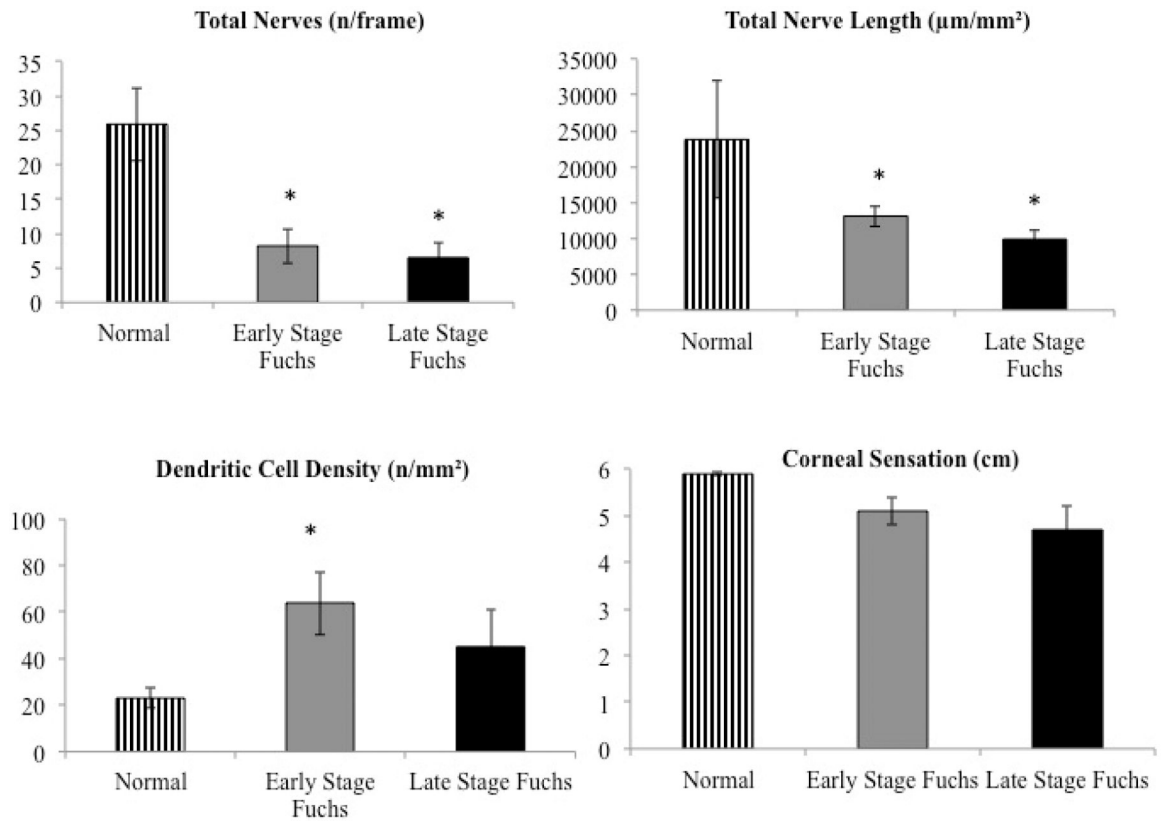 Total Nerves (n/frame)
35
30
25
20
15
10
5
0
*
*
Normal
Early Stage
Fuchs
Late Stage
Fuchs
Total Nerve Length (µm/mm²)
35000
30000
25000
20000
15000
10000
5000
0
*
*
Normal
Early Stage
Fuchs
Late Stage
Fuchs
Dendritic Cell Density (n/mm²)
100
80
60
40
20
0
*
Normal
Early Stage
Fuchs
Late Stage Fuchs
Corneal Sensation (cm)
6
5
4
3
2
1
0
Normal
Early Stage Fuchs
Late Stage Fuchs